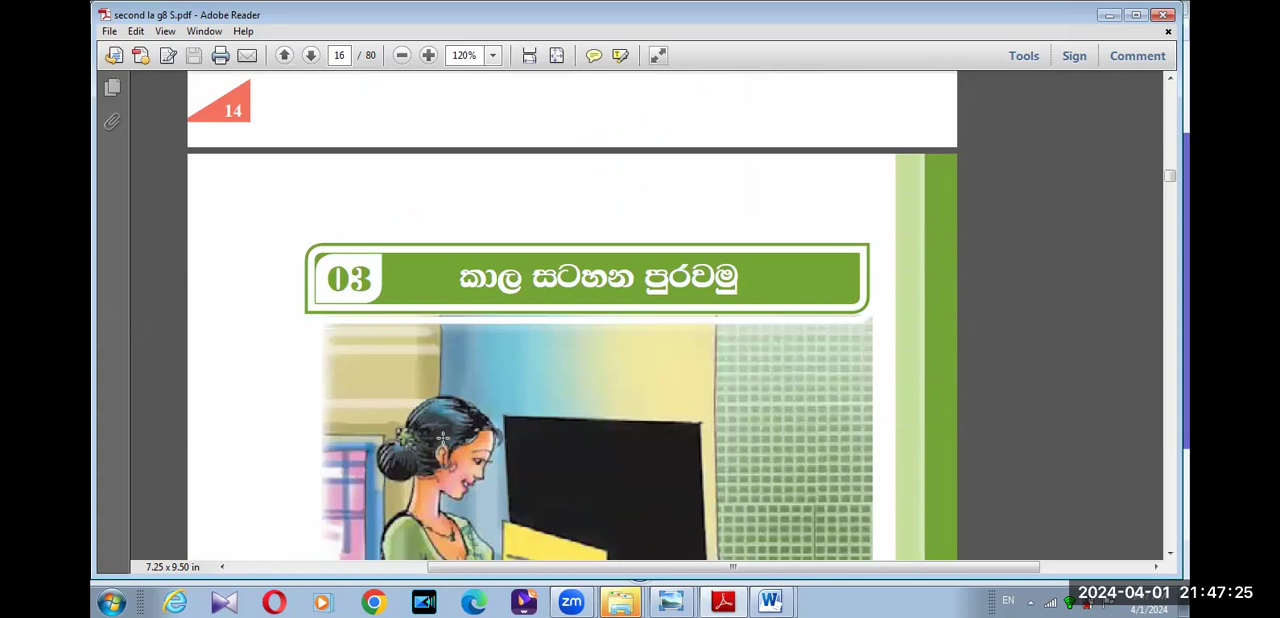 second la g8 S.pdf - Adobe Reader
File Edit View Window Help
16 / 80 120% Tools Sign Comment
14
03 කාල සටහන පුරවමු
7.25 x 9.50 in
zm W EN
2024-04-01 21:47:25
4/1/2024